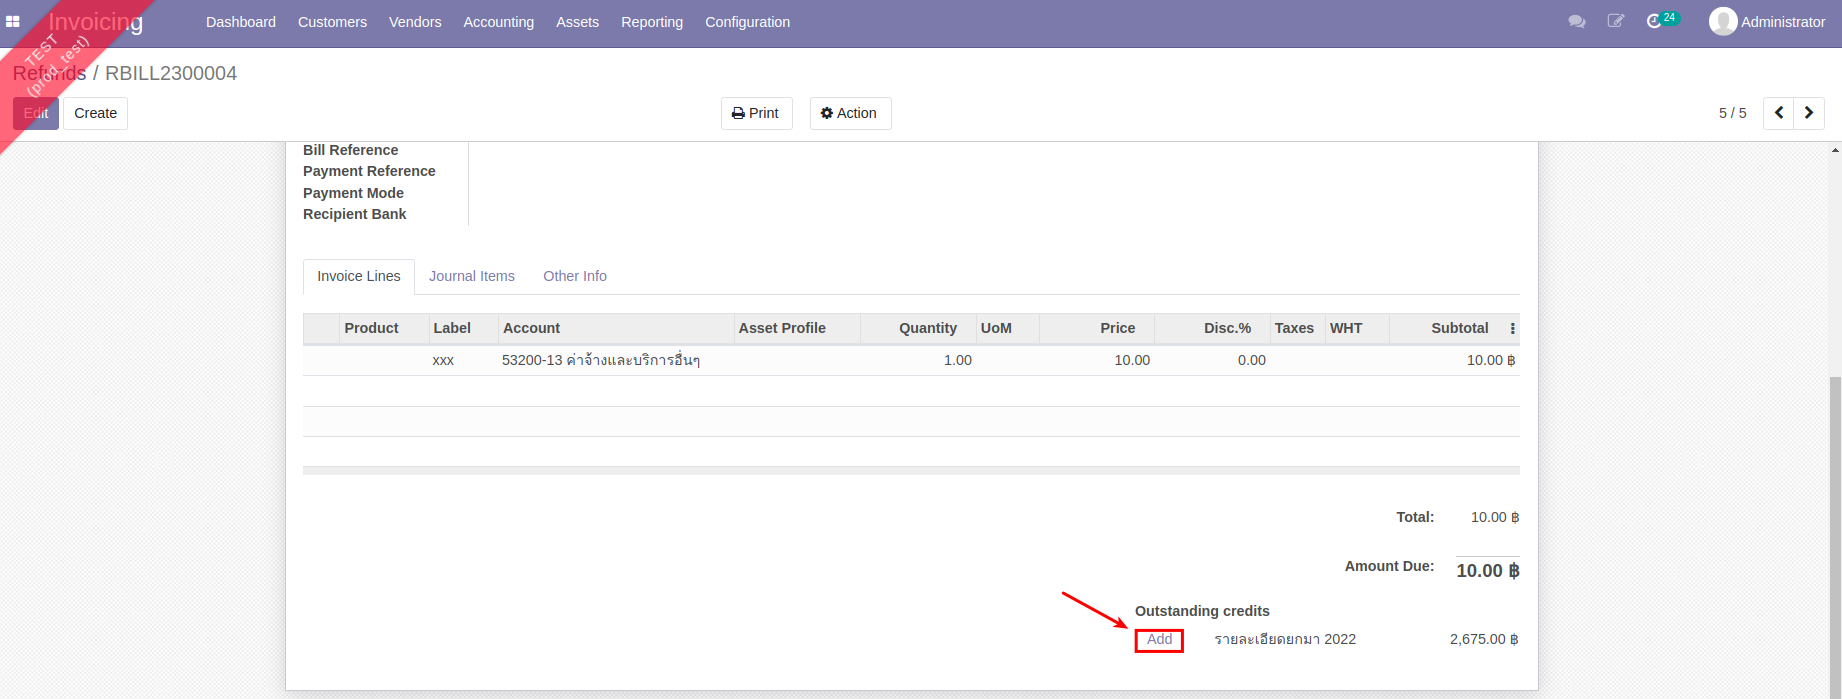 Invoicing Dashboard Customers Vendors Accounting Assets Reporting Configuration 24 Administrator
TEST
(prod_test)
Refunds / RBILL2300004
Edit Create Print Action 5 / 5
Bill Reference
Payment Reference
Payment Mode
Recipient Bank
Invoice Lines Journal Items Other Info
Product Label Account Asset Profile Quantity UoM Price Disc.% Taxes WHT Subtotal
xxx 53200-13 ค่าจ้างและบริการอื่นๆ 1.00 10.00 0.00 10.00 ฿
Total: 10.00 ฿
Amount Due: 10.00 ฿
Outstanding credits
Add รายละเอียดยกมา 2022 2,675.00 ฿